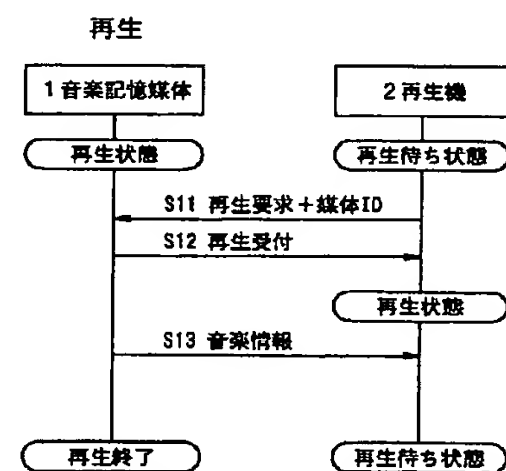 再生
1音楽記憶媒体
2再生機
再生状態
再生待ち状態
S11 再生要求+媒体ID
S12 再生受付
再生状態
S13 音楽情報
再生終了
再生待ち状態